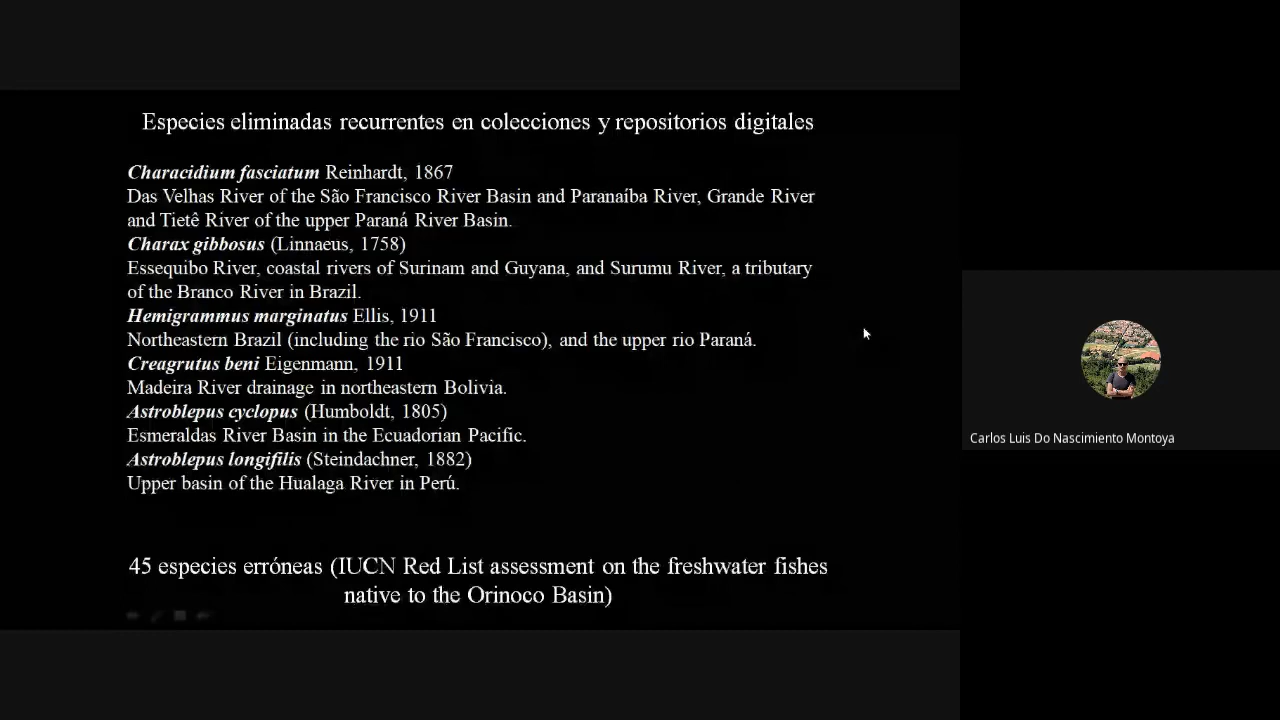 Especies eliminadas recurrentes en colecciones y repositorios digitales
Characidium fasciatum Reinhardt, 1867
Das Velhas River of the São Francisco River Basin and Paranaíba River, Grande River
and Tietê River of the upper Paraná River Basin.
Charax gibbosus (Linnaeus, 1758)
Essequibo River, coastal rivers of Surinam and Guyana, and Surumu River, a tributary
of the Branco River in Brazil.
Hemigrammus marginatus Ellis, 1911
Northeastern Brazil (including the rio São Francisco), and the upper rio Paraná.
Creagrutus beni Eigenmann, 1911
Madeira River drainage in northeastern Bolivia.
Astroblepus cyclopus (Humboldt, 1805)
Esmeraldas River Basin in the Ecuadorian Pacific.
Astroblepus longifilis (Steindachner, 1882)
Upper basin of the Hualaga River in Perú.
45 especies erróneas (IUCN Red List assessment on the freshwater fishes
native to the Orinoco Basin)
Carlos Luis Do Nascimiento Montoya